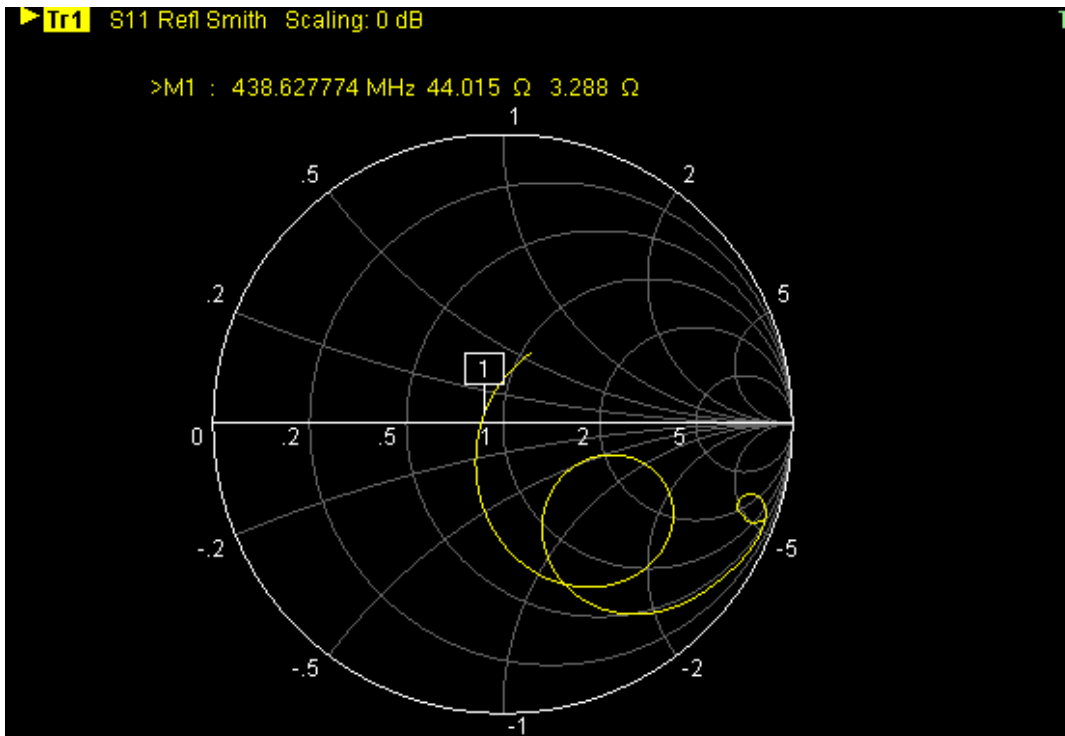 Tr1 S11 Refl Smith Scaling: 0 dB
>M1 : 438.627774 MHz 44.015 Ω 3.288 Ω
1
.5 2
.2 5
1
0 .2 .5 1 2 5
-.2 -5
-.5 -2
-1